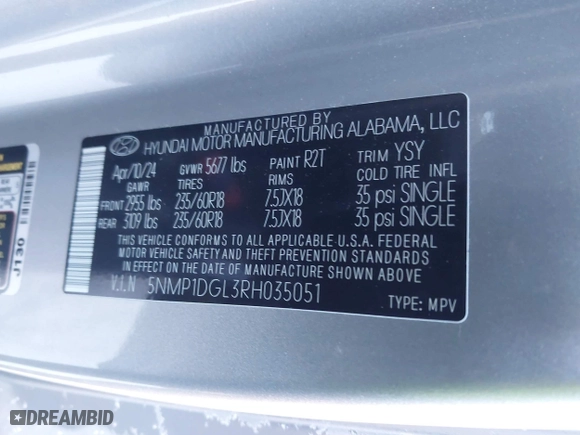 MANUFACTURED BY
HYUNDAI MOTOR MANUFACTURING ALABAMA, LLC
Apr/10/24 GVWR 5677 lbs PAINT R2T TRIM YSY
GAWR TIRES RIMS COLD TIRE INFL
FRONT 2955 lbs 235/60R18 7.5JX18 35 psi SINGLE
REAR 3109 lbs 235/60R18 7.5JX18 35 psi SINGLE
THIS VEHICLE CONFORMS TO ALL APPLICABLE U.S.A. FEDERAL
MOTOR VEHICLE SAFETY AND THEFT PREVENTION STANDARDS
IN EFFECT ON THE DATE OF MANUFACTURE SHOWN ABOVE.
V.I.N 5NMP1DGL3RH035051
TYPE: MPV
J130
DREAMBID